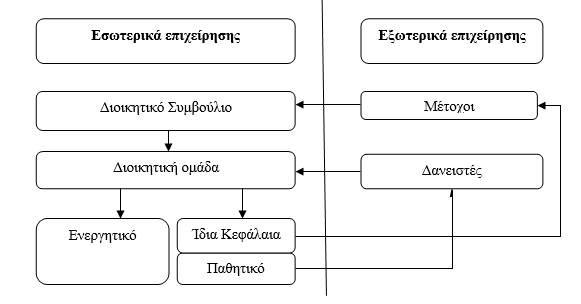 Εσωτερικά επιχείρησης
Εξωτερικά επιχείρησης
Διοικητικό Συμβούλιο
Μέτοχοι
Διοικητική ομάδα
Δανειστές
Ενεργητικό
Ίδια Κεφάλαια
Παθητικό